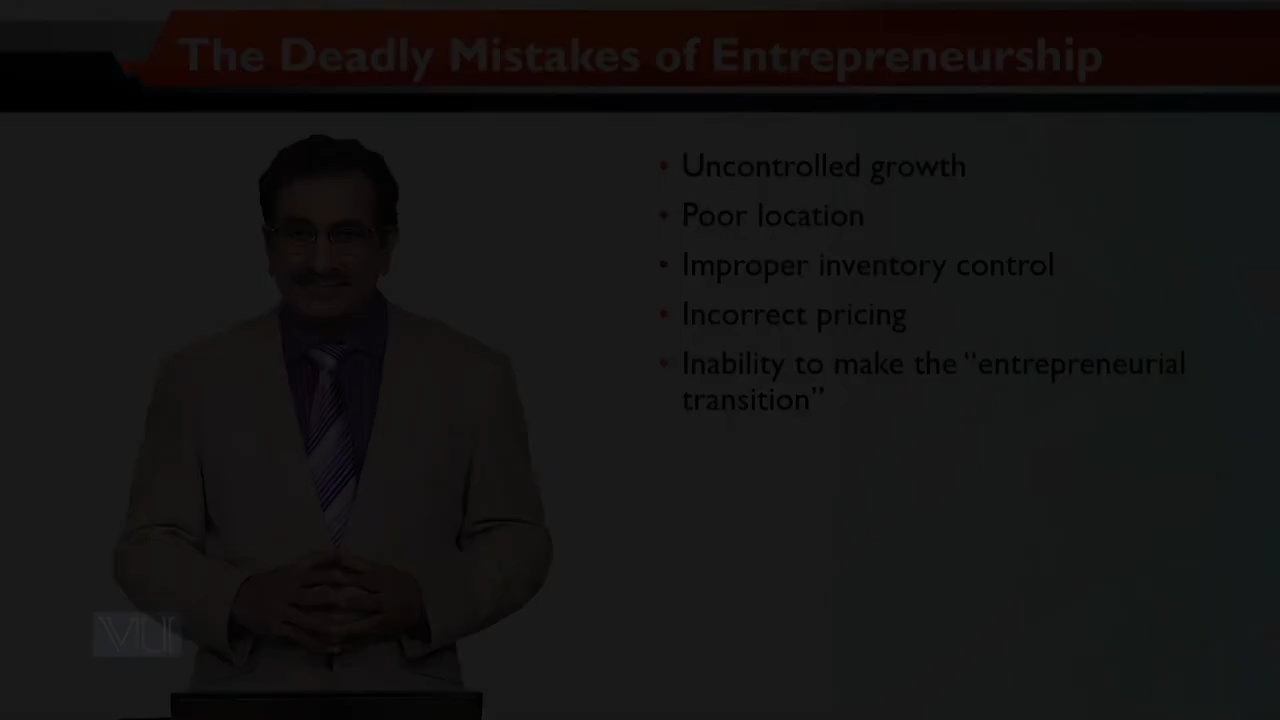 The Deadly Mistakes of Entrepreneurship
• Uncontrolled growth
• Poor location
• Improper inventory control
• Incorrect pricing
• Inability to make the “entrepreneurial
transition”
VU